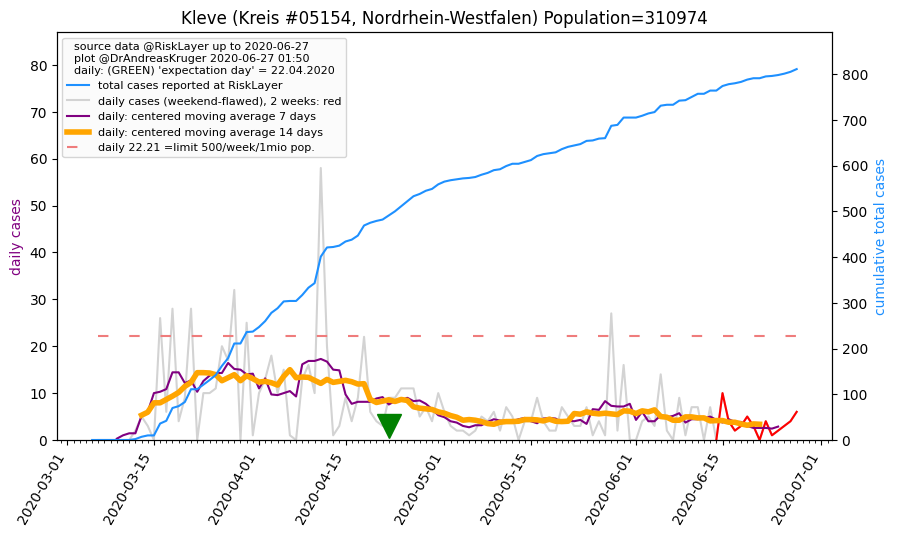 Kleve (Kreis #05154, Nordrhein-Westfalen) Population=310974
source data @RiskLayer up to 2020-06-27
plot @DrAndreasKruger 2020-06-27 01:50
daily: (GREEN) 'expectation day' = 22.04.2020
total cases reported at RiskLayer
daily cases (weekend-flawed), 2 weeks: red
daily: centered moving average 7 days
daily: centered moving average 14 days
daily 22.21 =limit 500/week/1mio pop.
daily cases
80
70
60
50
40
30
20
10
0
cumulative total cases
800
700
600
500
400
300
200
100
0
2020-03-01
2020-03-15
2020-04-01
2020-04-15
2020-05-01
2020-05-15
2020-06-01
2020-06-15
2020-07-01